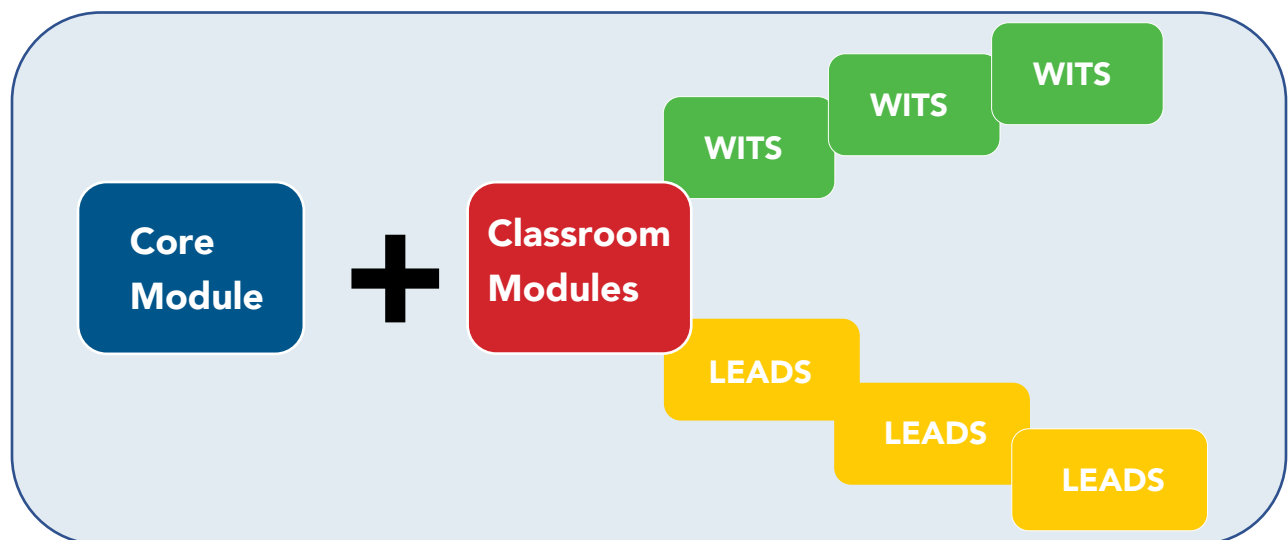 WITS
WITS
WITS
Core
Module
Classroom
Modules
LEADS
LEADS
LEADS